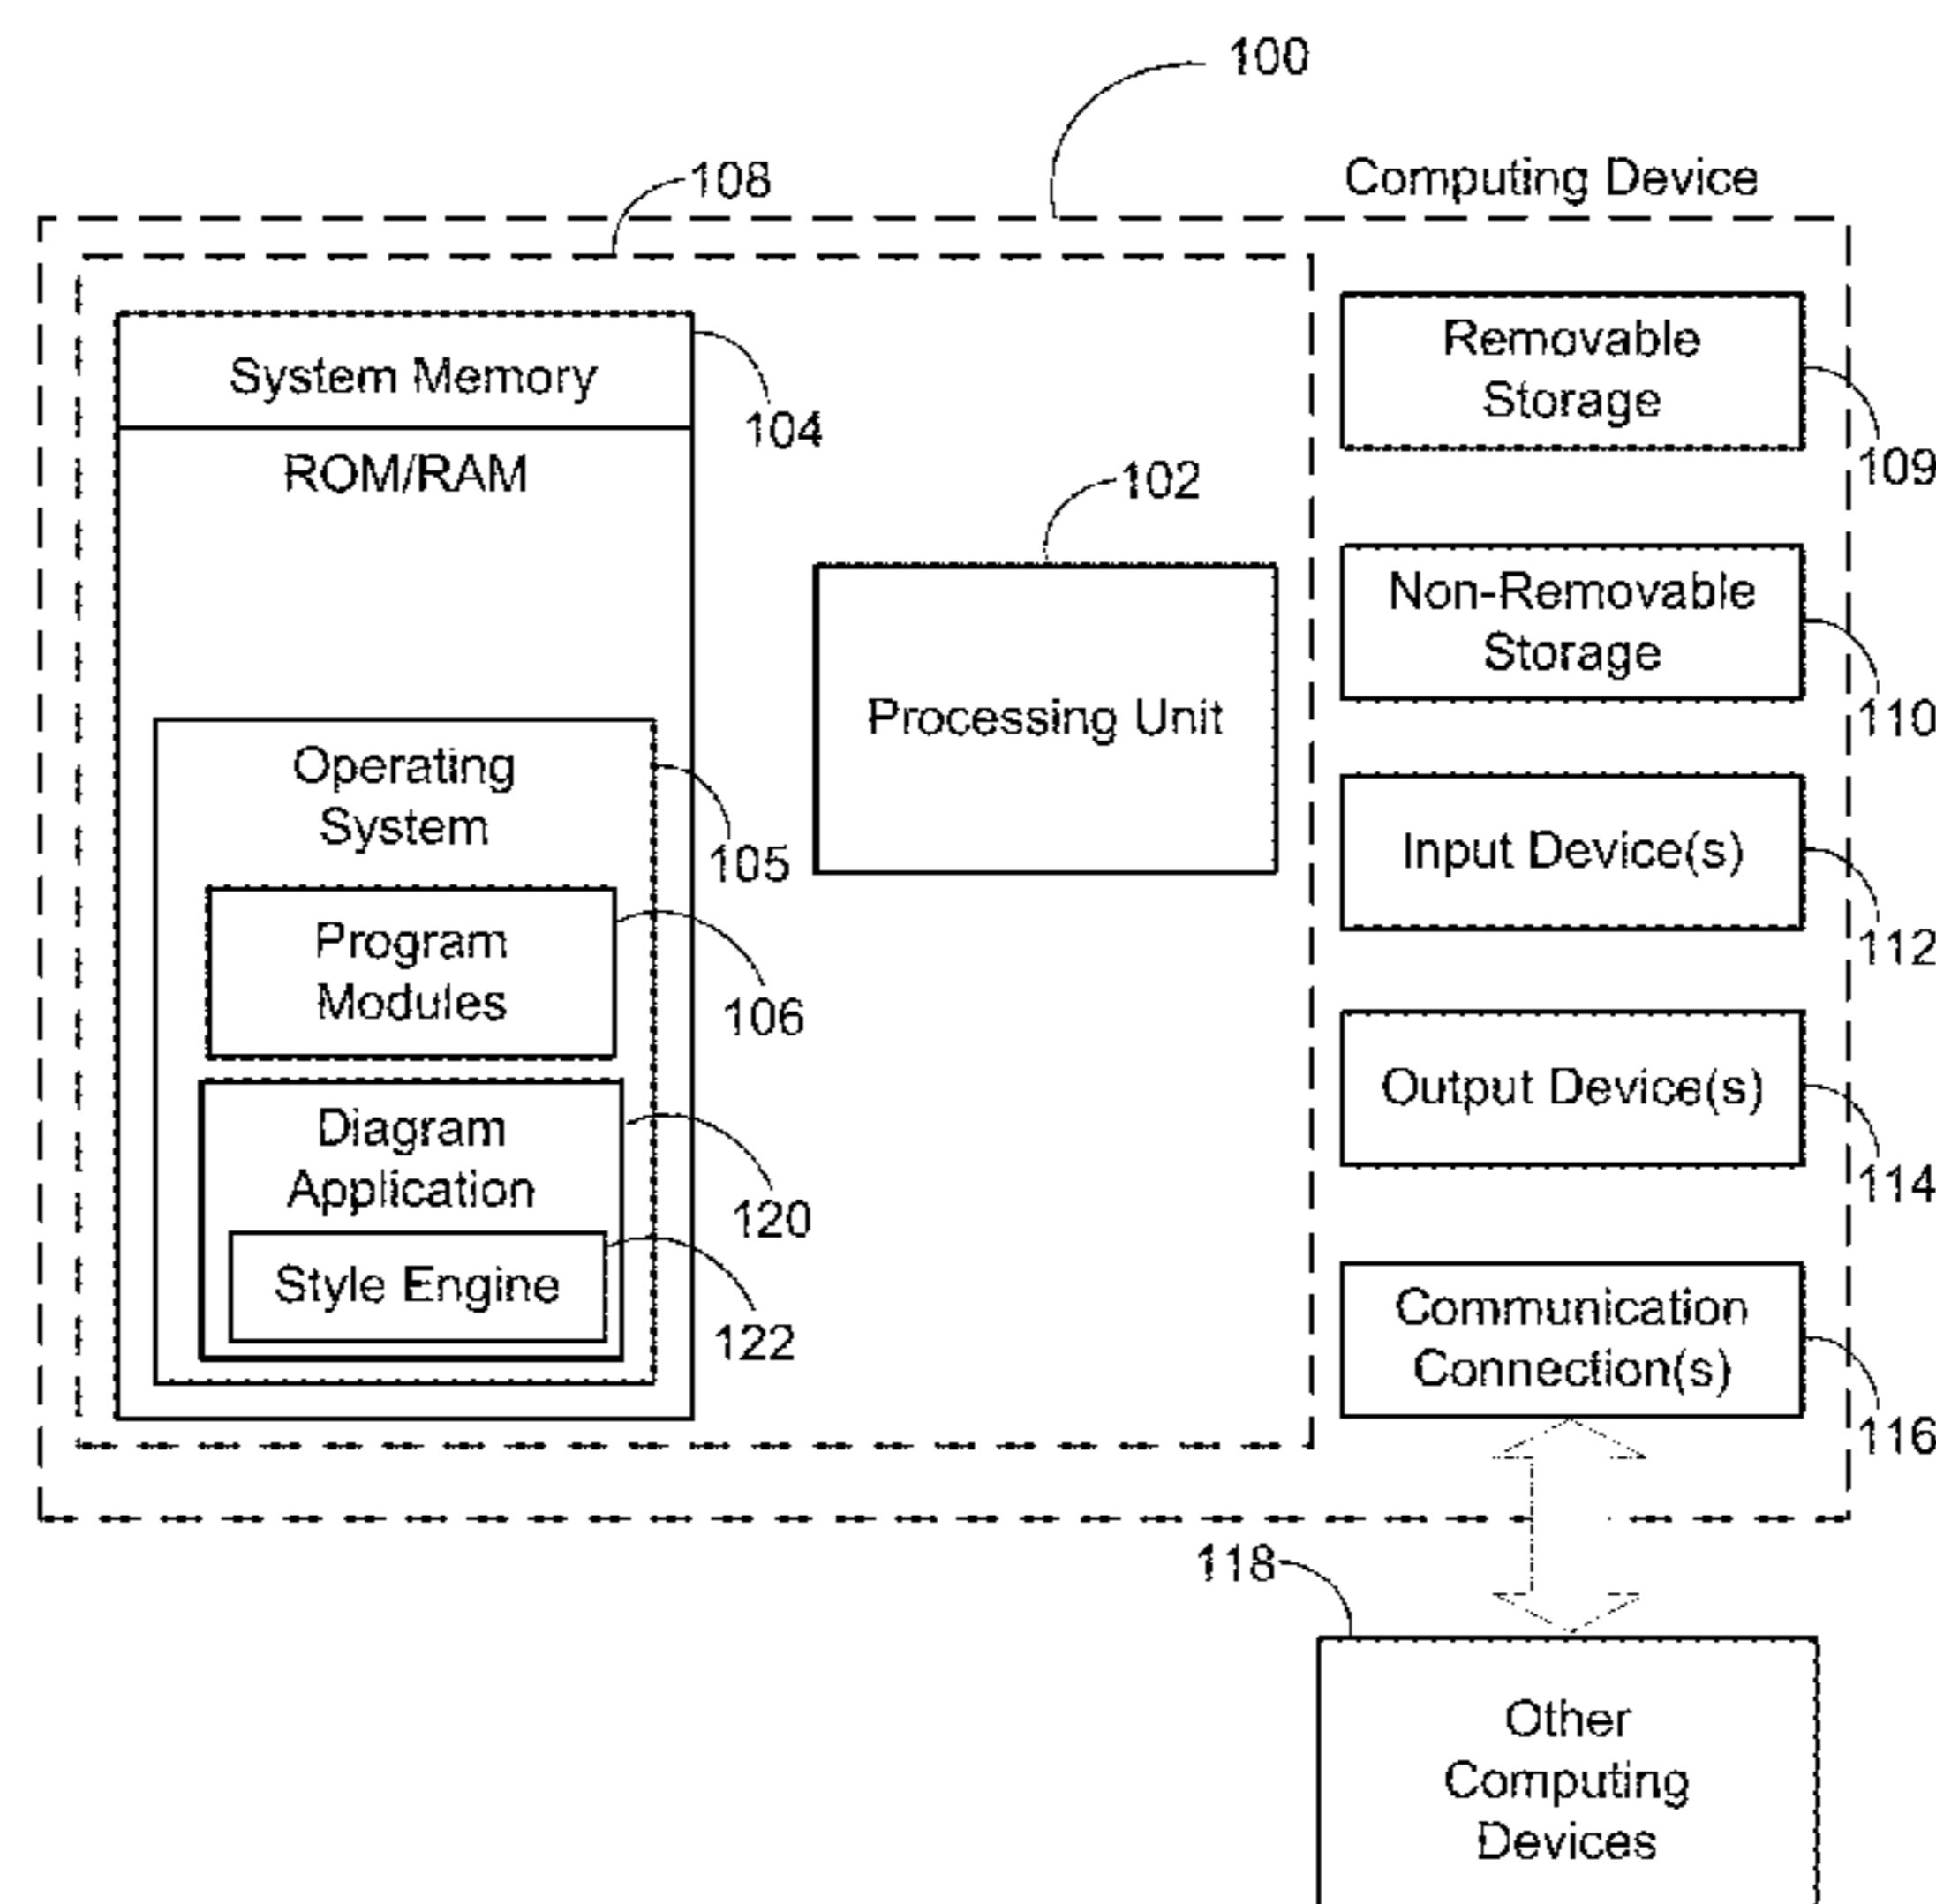 100
Computing Device
108
System Memory
104
ROM/RAM
Operating
System
105
Program
Modules
106
Diagram
Application
120
Style Engine
122
102
Processing Unit
Removable
Storage
109
Non-Removable
Storage
110
Input Device(s)
112
Output Device(s)
114
Communication
Connection(s)
116
118
Other
Computing
Devices